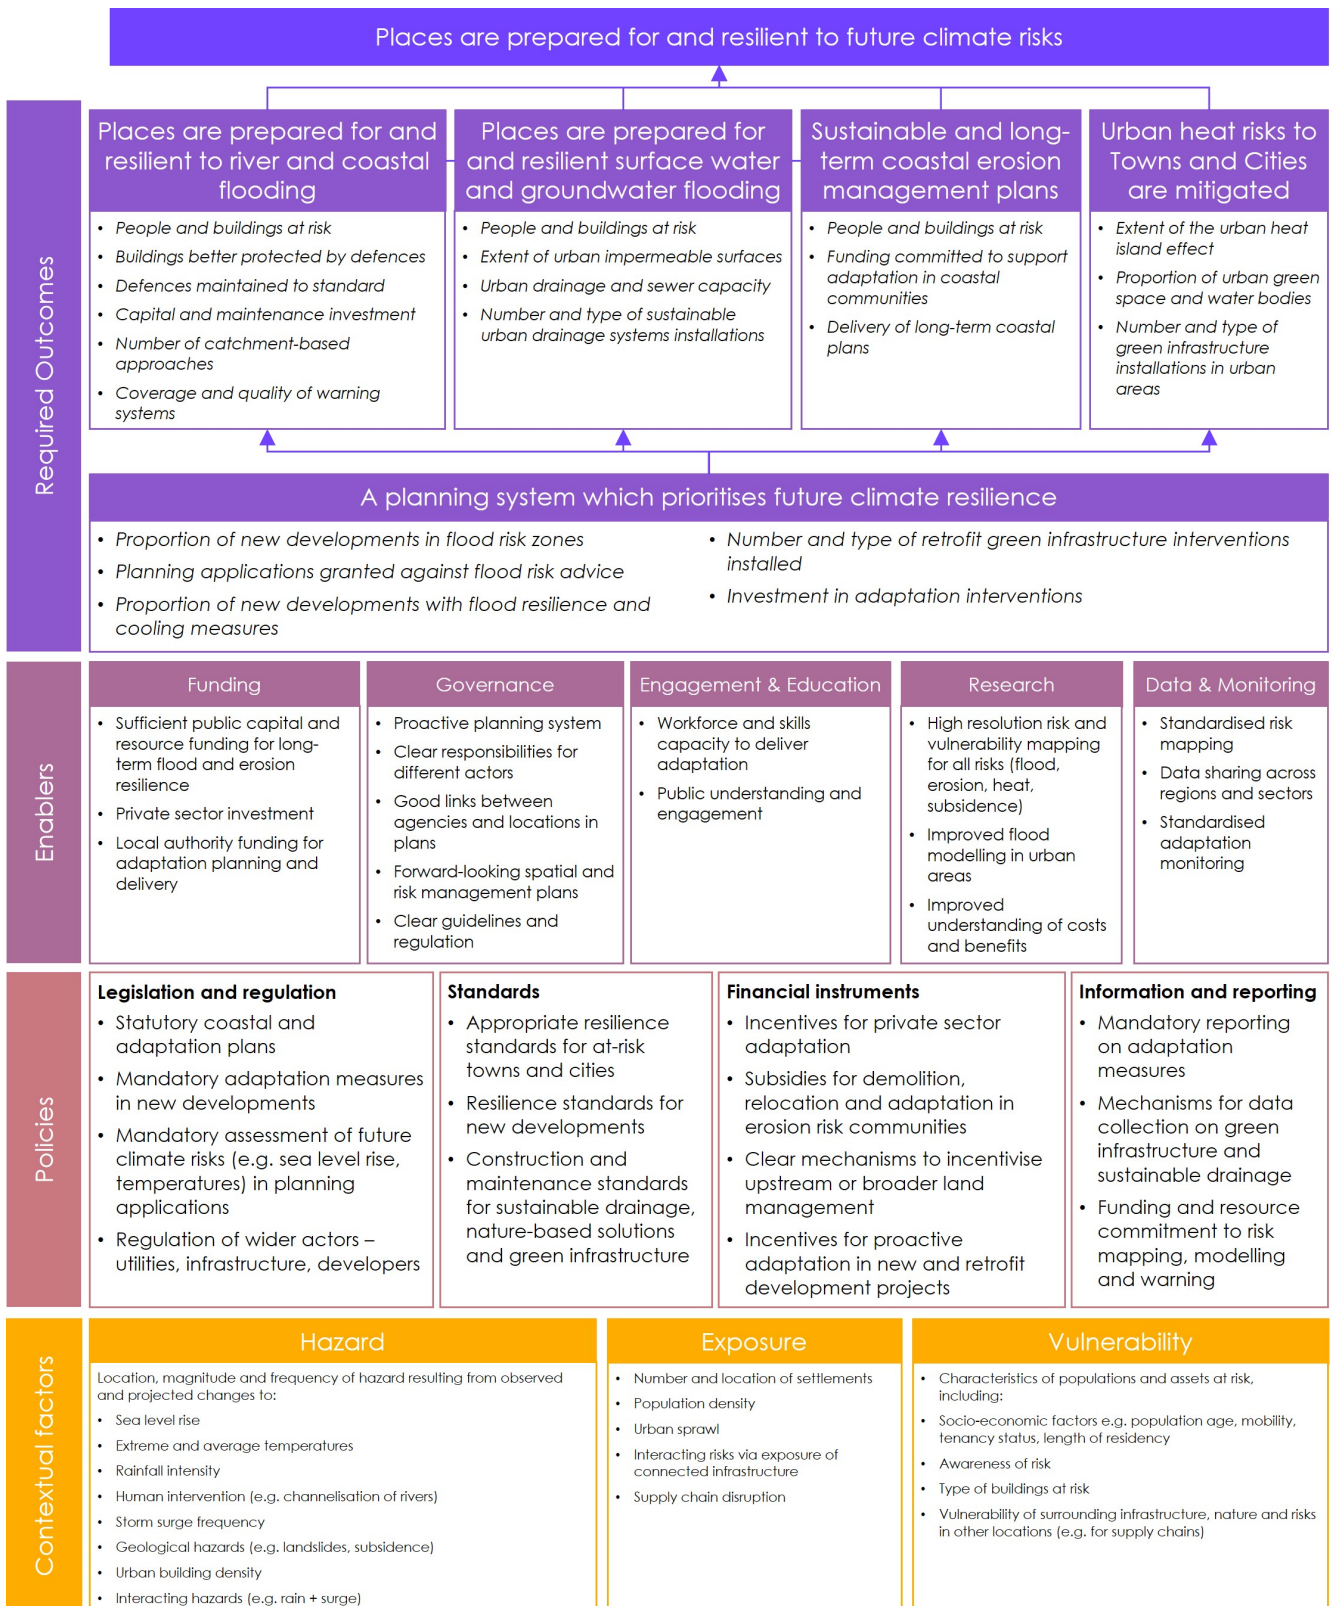 Places are prepared for and resilient to future climate risks
Required Outcomes
Places are prepared for and
resilient to river and coastal
flooding
• People and buildings at risk
• Buildings better protected by defences
• Defences maintained to standard
• Capital and maintenance investment
• Number of catchment-based
approaches
• Coverage and quality of warning
systems
Places are prepared for
and resilient surface water
and groundwater flooding
• People and buildings at risk
• Extent of urban impermeable surfaces
• Urban drainage and sewer capacity
• Number and type of sustainable
urban drainage systems installations
Sustainable and long-
term coastal erosion
management plans
• People and buildings at risk
• Funding committed to support
adaptation in coastal
communities
• Delivery of long-term coastal
plans
Urban heat risks to
Towns and Cities
are mitigated
• Extent of the urban heat
island effect
• Proportion of urban green
space and water bodies
• Number and type of
green infrastructure
installations in urban
areas
A planning system which prioritises future climate resilience
• Proportion of new developments in flood risk zones
• Planning applications granted against flood risk advice
• Proportion of new developments with flood resilience and
cooling measures
• Number and type of retrofit green infrastructure interventions
installed
• Investment in adaptation interventions
Enablers
Funding
• Sufficient public capital and
resource funding for long-
term flood and erosion
resilience
• Private sector investment
• Local authority funding for
adaptation planning and
delivery
Governance
• Proactive planning system
• Clear responsibilities for
different actors
• Good links between
agencies and locations in
plans
• Forward-looking spatial and
risk management plans
• Clear guidelines and
regulation
Engagement & Education
• Workforce and skills
capacity to deliver
adaptation
• Public understanding and
engagement
Research
• High resolution risk and
vulnerability mapping
for all risks (flood,
erosion, heat,
subsidence)
• Improved flood
modelling in urban
areas
• Improved
understanding of costs
and benefits
Data & Monitoring
• Standardised risk
mapping
• Data sharing across
regions and sectors
• Standardised
adaptation
monitoring
Policies
Legislation and regulation
• Statutory coastal and
adaptation plans
• Mandatory adaptation measures
in new developments
• Mandatory assessment of future
climate risks (e.g. sea level rise,
temperatures) in planning
applications
• Regulation of wider actors –
utilities, infrastructure, developers
Standards
• Appropriate resilience
standards for at-risk
towns and cities
• Resilience standards for
new developments
• Construction and
maintenance standards
for sustainable drainage,
nature-based solutions
and green infrastructure
Financial instruments
• Incentives for private sector
adaptation
• Subsidies for demolition,
relocation and adaptation in
erosion risk communities
• Clear mechanisms to incentivise
upstream or broader land
management
• Incentives for proactive
adaptation in new and retrofit
development projects
Information and reporting
• Mandatory reporting
on adaptation
measures
• Mechanisms for data
collection on green
infrastructure and
sustainable drainage
• Funding and resource
commitment to risk
mapping, modelling
and warning
Contextual factors
Hazard
Location, magnitude and frequency of hazard resulting from observed
and projected changes to:
• Sea level rise
• Extreme and average temperatures
• Rainfall intensity
• Human intervention (e.g. channelisation of rivers)
• Storm surge frequency
• Geological hazards (e.g. landslides, subsidence)
• Urban building density
• Interacting hazards (e.g. rain + surge)
Exposure
• Number and location of settlements
• Population density
• Urban sprawl
• Interacting risks via exposure of
connected infrastructure
• Supply chain disruption
Vulnerability
• Characteristics of populations and assets at risk,
including:
• Socio-economic factors e.g. population age, mobility,
tenancy status, length of residency
• Awareness of risk
• Type of buildings at risk
• Vulnerability of surrounding infrastructure, nature and risks
in other locations (e.g. for supply chains)